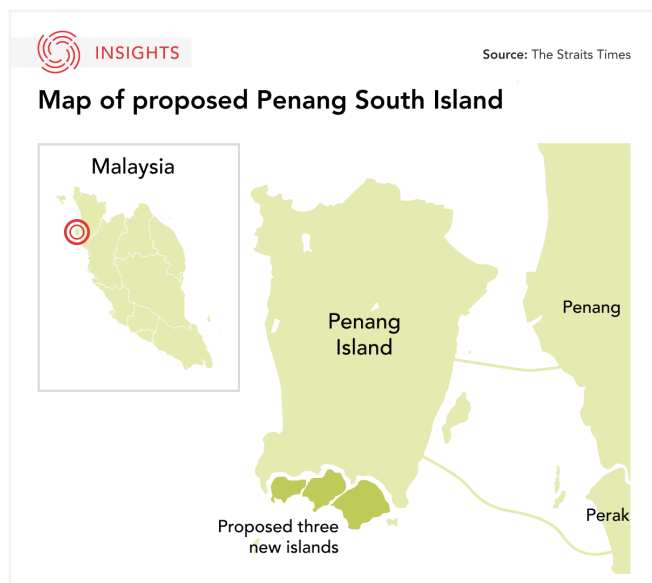 INSIGHTS
Source: The Straits Times
Map of proposed Penang South Island
Malaysia
Penang
Penang
Island
Perak
Proposed three
new islands